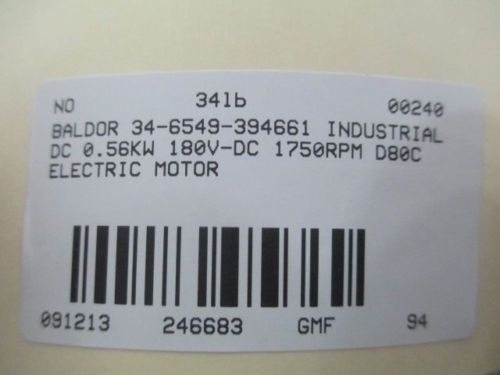 NO 34lb 00240
BALDOR 34-6549-394661 INDUSTRIAL
DC 0.56KW 180V-DC 1750RPM D80C
ELECTRIC MOTOR
091213 246683 GMF 94